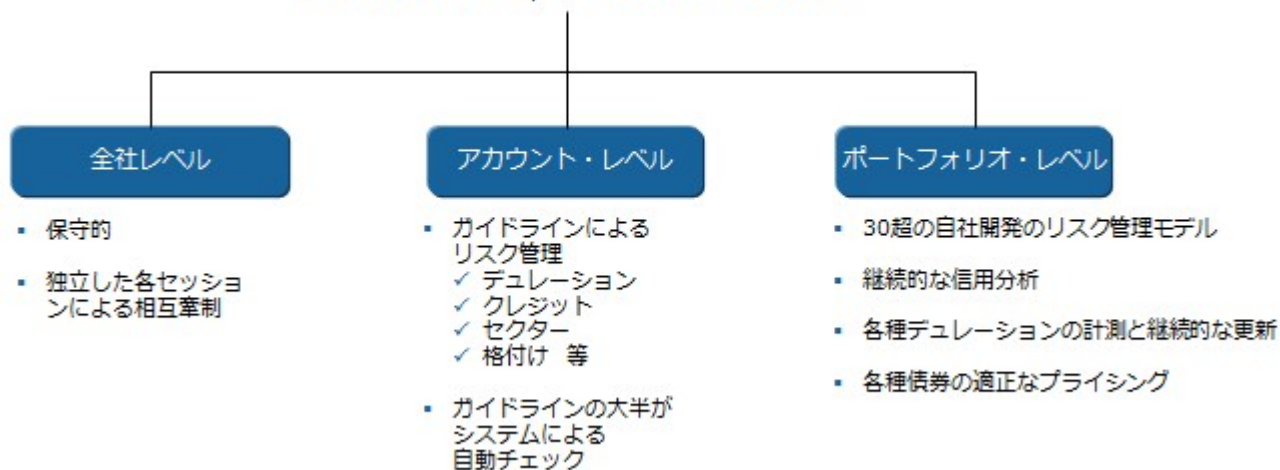 全社レベル
保守的
独立した各セッショ
ンによる相互牽制
アカウント・レベル
ガイドラインによる
リスク管理
デュレーション
クレジット
セクター
格付け 等
ガイドラインの大半が
システムによる
自動チェック
ポートフォリオ・レベル
30超の自社開発のリスク管理モデル
継続的な信用分析
各種デュレーションの計測と継続的な更新
各種債券の適正なプライシング